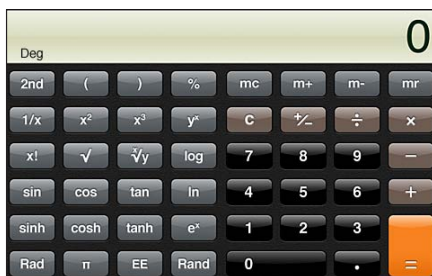 0
Deg
2nd ( ) % mc m+ m- mr
1/x x² x³ yˣ C +/− ÷ ×
x! √ ˣ√y log 7 8 9 −
sin cos tan ln 4 5 6 +
sinh cosh tanh eˣ 1 2 3 =
Rad π EE Rand 0 .